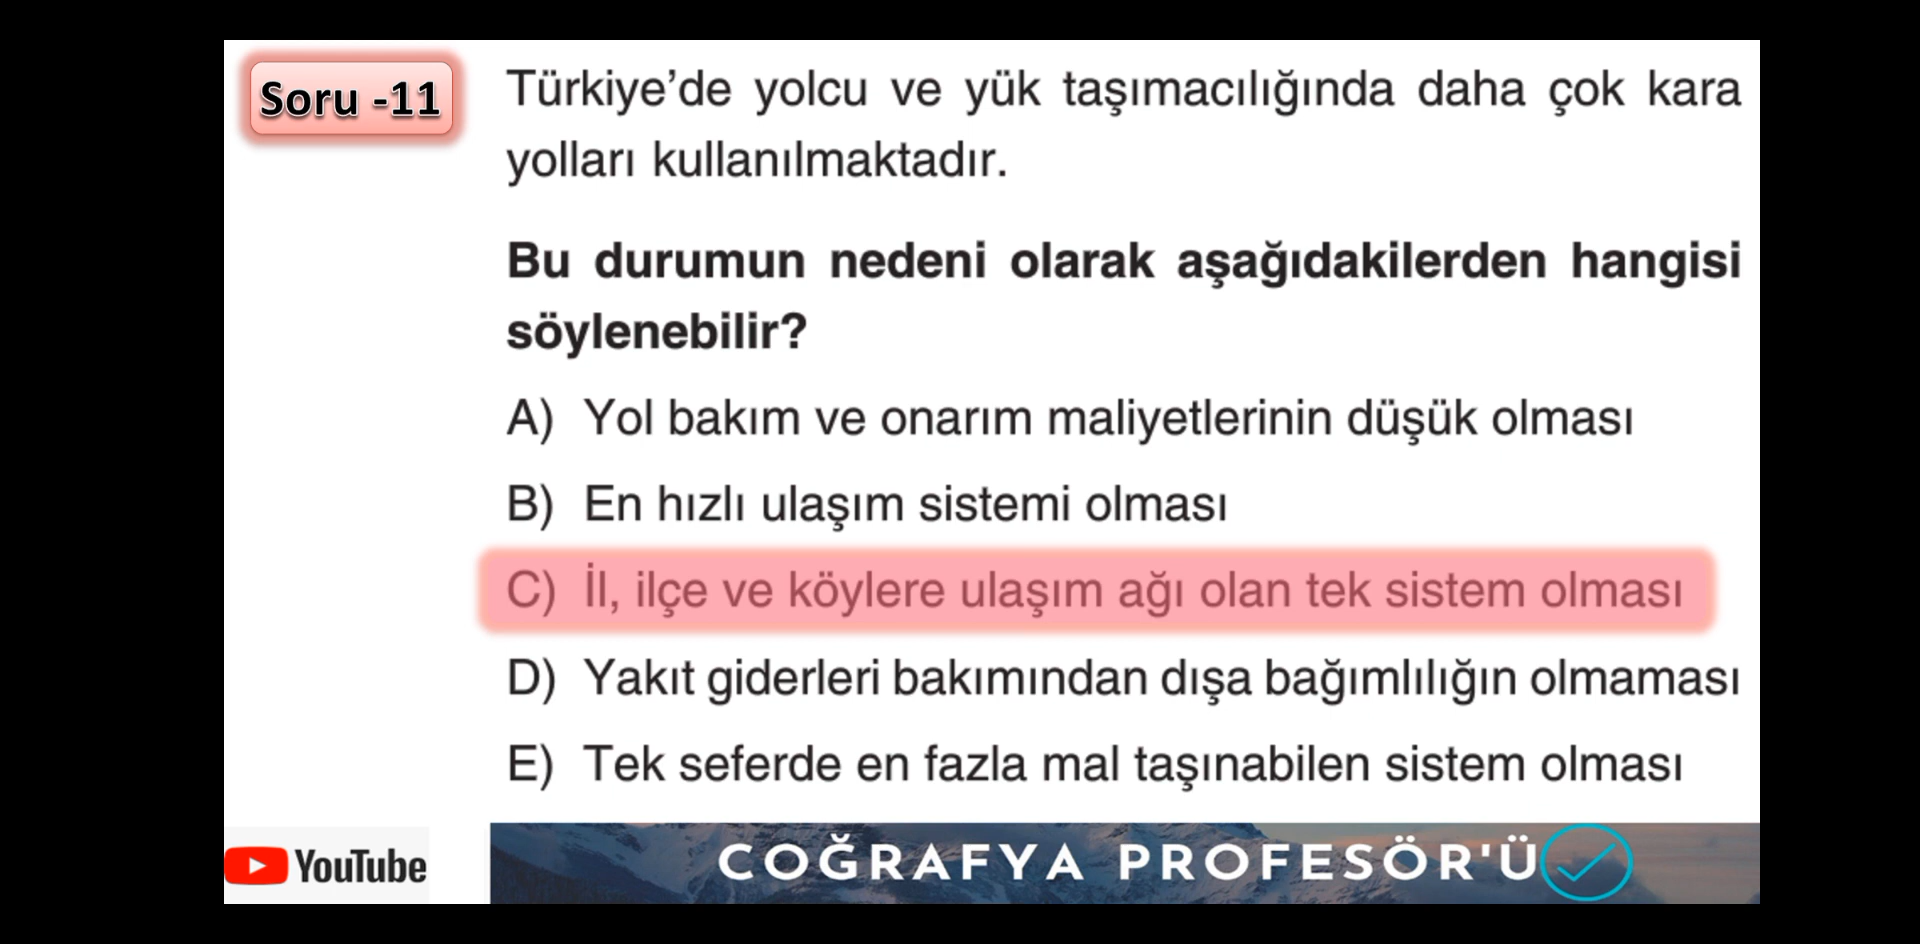 Soru -11
Türkiye’de yolcu ve yük taşımacılığında daha çok kara
yolları kullanılmaktadır.
Bu durumun nedeni olarak aşağıdakilerden hangisi
söylenebilir?
A) Yol bakım ve onarım maliyetlerinin düşük olması
B) En hızlı ulaşım sistemi olması
C) İl, ilçe ve köylere ulaşım ağı olan tek sistem olması
D) Yakıt giderleri bakımından dışa bağımlılığın olmaması
E) Tek seferde en fazla mal taşınabilen sistem olması
YouTube
COĞRAFYA PROFESÖR'Ü